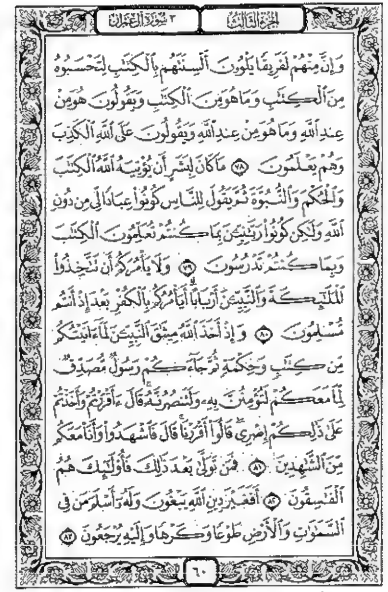 الجزء الثالث ٣ سورة آل عمران
وَإِنَّ مِنْهُمْ لَفَرِيقًا يَلْوُۥنَ أَلْسِنَتَهُم بِٱلْكِتَٰبِ لِتَحْسَبُوهُ
مِنَ ٱلْكِتَٰبِ وَمَا هُوَ مِنَ ٱلْكِتَٰبِ وَيَقُولُونَ هُوَ مِنْ
عِندِ ٱللَّهِ وَمَا هُوَ مِنْ عِندِ ٱللَّهِ وَيَقُولُونَ عَلَى ٱللَّهِ ٱلْكَذِبَ
وَهُمْ يَعْلَمُونَ ٧٨ مَا كَانَ لِبَشَرٍ أَن يُؤْتِيَهُ ٱللَّهُ ٱلْكِتَٰبَ
وَٱلْحُكْمَ وَٱلنُّبُوَّةَ ثُمَّ يَقُولَ لِلنَّاسِ كُونُوا۟ عِبَادًا لِّى مِن دُونِ
ٱللَّهِ وَلَٰكِن كُونُوا۟ رَبَّٰنِيِّـۧنَ بِمَا كُنتُمْ تُعَلِّمُونَ ٱلْكِتَٰبَ
وَبِمَا كُنتُمْ تَدْرُسُونَ ٧٩ وَلَا يَأْمُرَكُمْ أَن تَتَّخِذُوا۟
ٱلْمَلَٰٓئِكَةَ وَٱلنَّبِيِّـۧنَ أَرْبَابًا أَيَأْمُرُكُم بِٱلْكُفْرِ بَعْدَ إِذْ أَنتُم
مُّسْلِمُونَ ٨٠ وَإِذْ أَخَذَ ٱللَّهُ مِيثَٰقَ ٱلنَّبِيِّـۧنَ لَمَآ ءَاتَيْتُكُم
مِّن كِتَٰبٍ وَحِكْمَةٍ ثُمَّ جَآءَكُمْ رَسُولٌ مُّصَدِّقٌ
لِّمَا مَعَكُمْ لَتُؤْمِنُنَّ بِهِۦ وَلَتَنصُرُنَّهُۥ قَالَ ءَأَقْرَرْتُمْ وَأَخَذْتُمْ
عَلَىٰ ذَٰلِكُمْ إِصْرِى قَالُوٓا۟ أَقْرَرْنَا قَالَ فَٱشْهَدُوا۟ وَأَنَا۠ مَعَكُم
مِّنَ ٱلشَّٰهِدِينَ ٨١ فَمَن تَوَلَّىٰ بَعْدَ ذَٰلِكَ فَأُو۟لَٰٓئِكَ هُمُ
ٱلْفَٰسِقُونَ ٨٢ أَفَغَيْرَ دِينِ ٱللَّهِ يَبْغُونَ وَلَهُۥٓ أَسْلَمَ مَن فِى
ٱلسَّمَٰوَٰتِ وَٱلْأَرْضِ طَوْعًا وَكَرْهًا وَإِلَيْهِ يُرْجَعُونَ ٨٣
٦٠